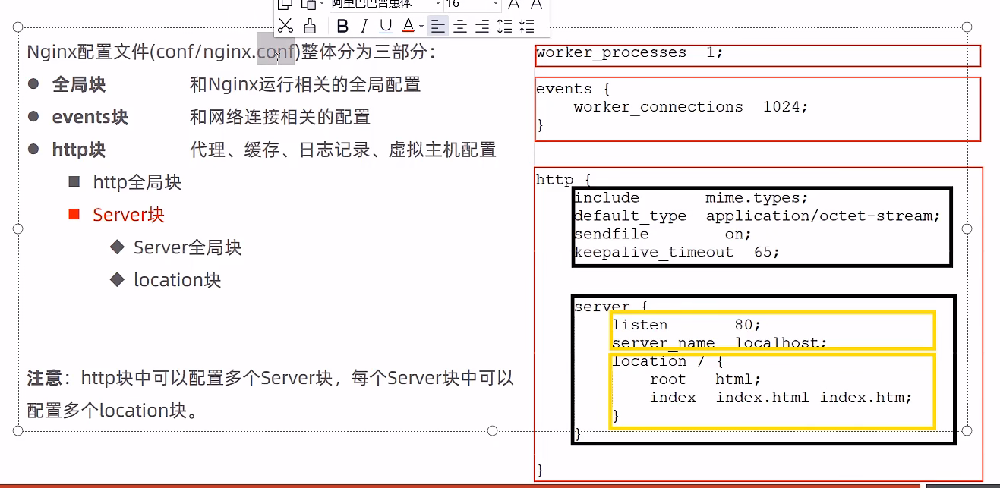 阿里巴巴普惠体 16 A A
B I U A
Nginx配置文件(conf/nginx.conf)整体分为三部分：
● 全局块 和Nginx运行相关的全局配置
● events块 和网络连接相关的配置
● http块 代理、缓存、日志记录、虚拟主机配置
■ http全局块
■ Server块
◆ Server全局块
◆ location块
注意：http块中可以配置多个Server块，每个Server块中可以
配置多个location块。
worker_processes  1;
events {
    worker_connections  1024;
}
http {
    include       mime.types;
    default_type  application/octet-stream;
    sendfile        on;
    keepalive_timeout  65;
    server {
        listen       80;
        server_name  localhost;
        location / {
            root   html;
            index  index.html index.htm;
        }
    }
}